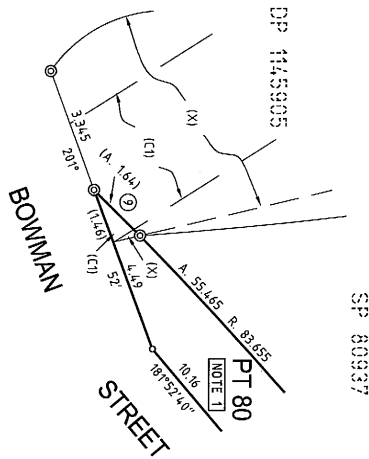 DP 1145905
SP 80937
(X)
(C1)
3.345
201°
(A. 1.64)
9
(1.46)
(C1)
52'
4.49
(X)
A. 55.465
R. 83.655
PT 80
NOTE 1
10.16
181°52'40"
BOWMAN
STREET